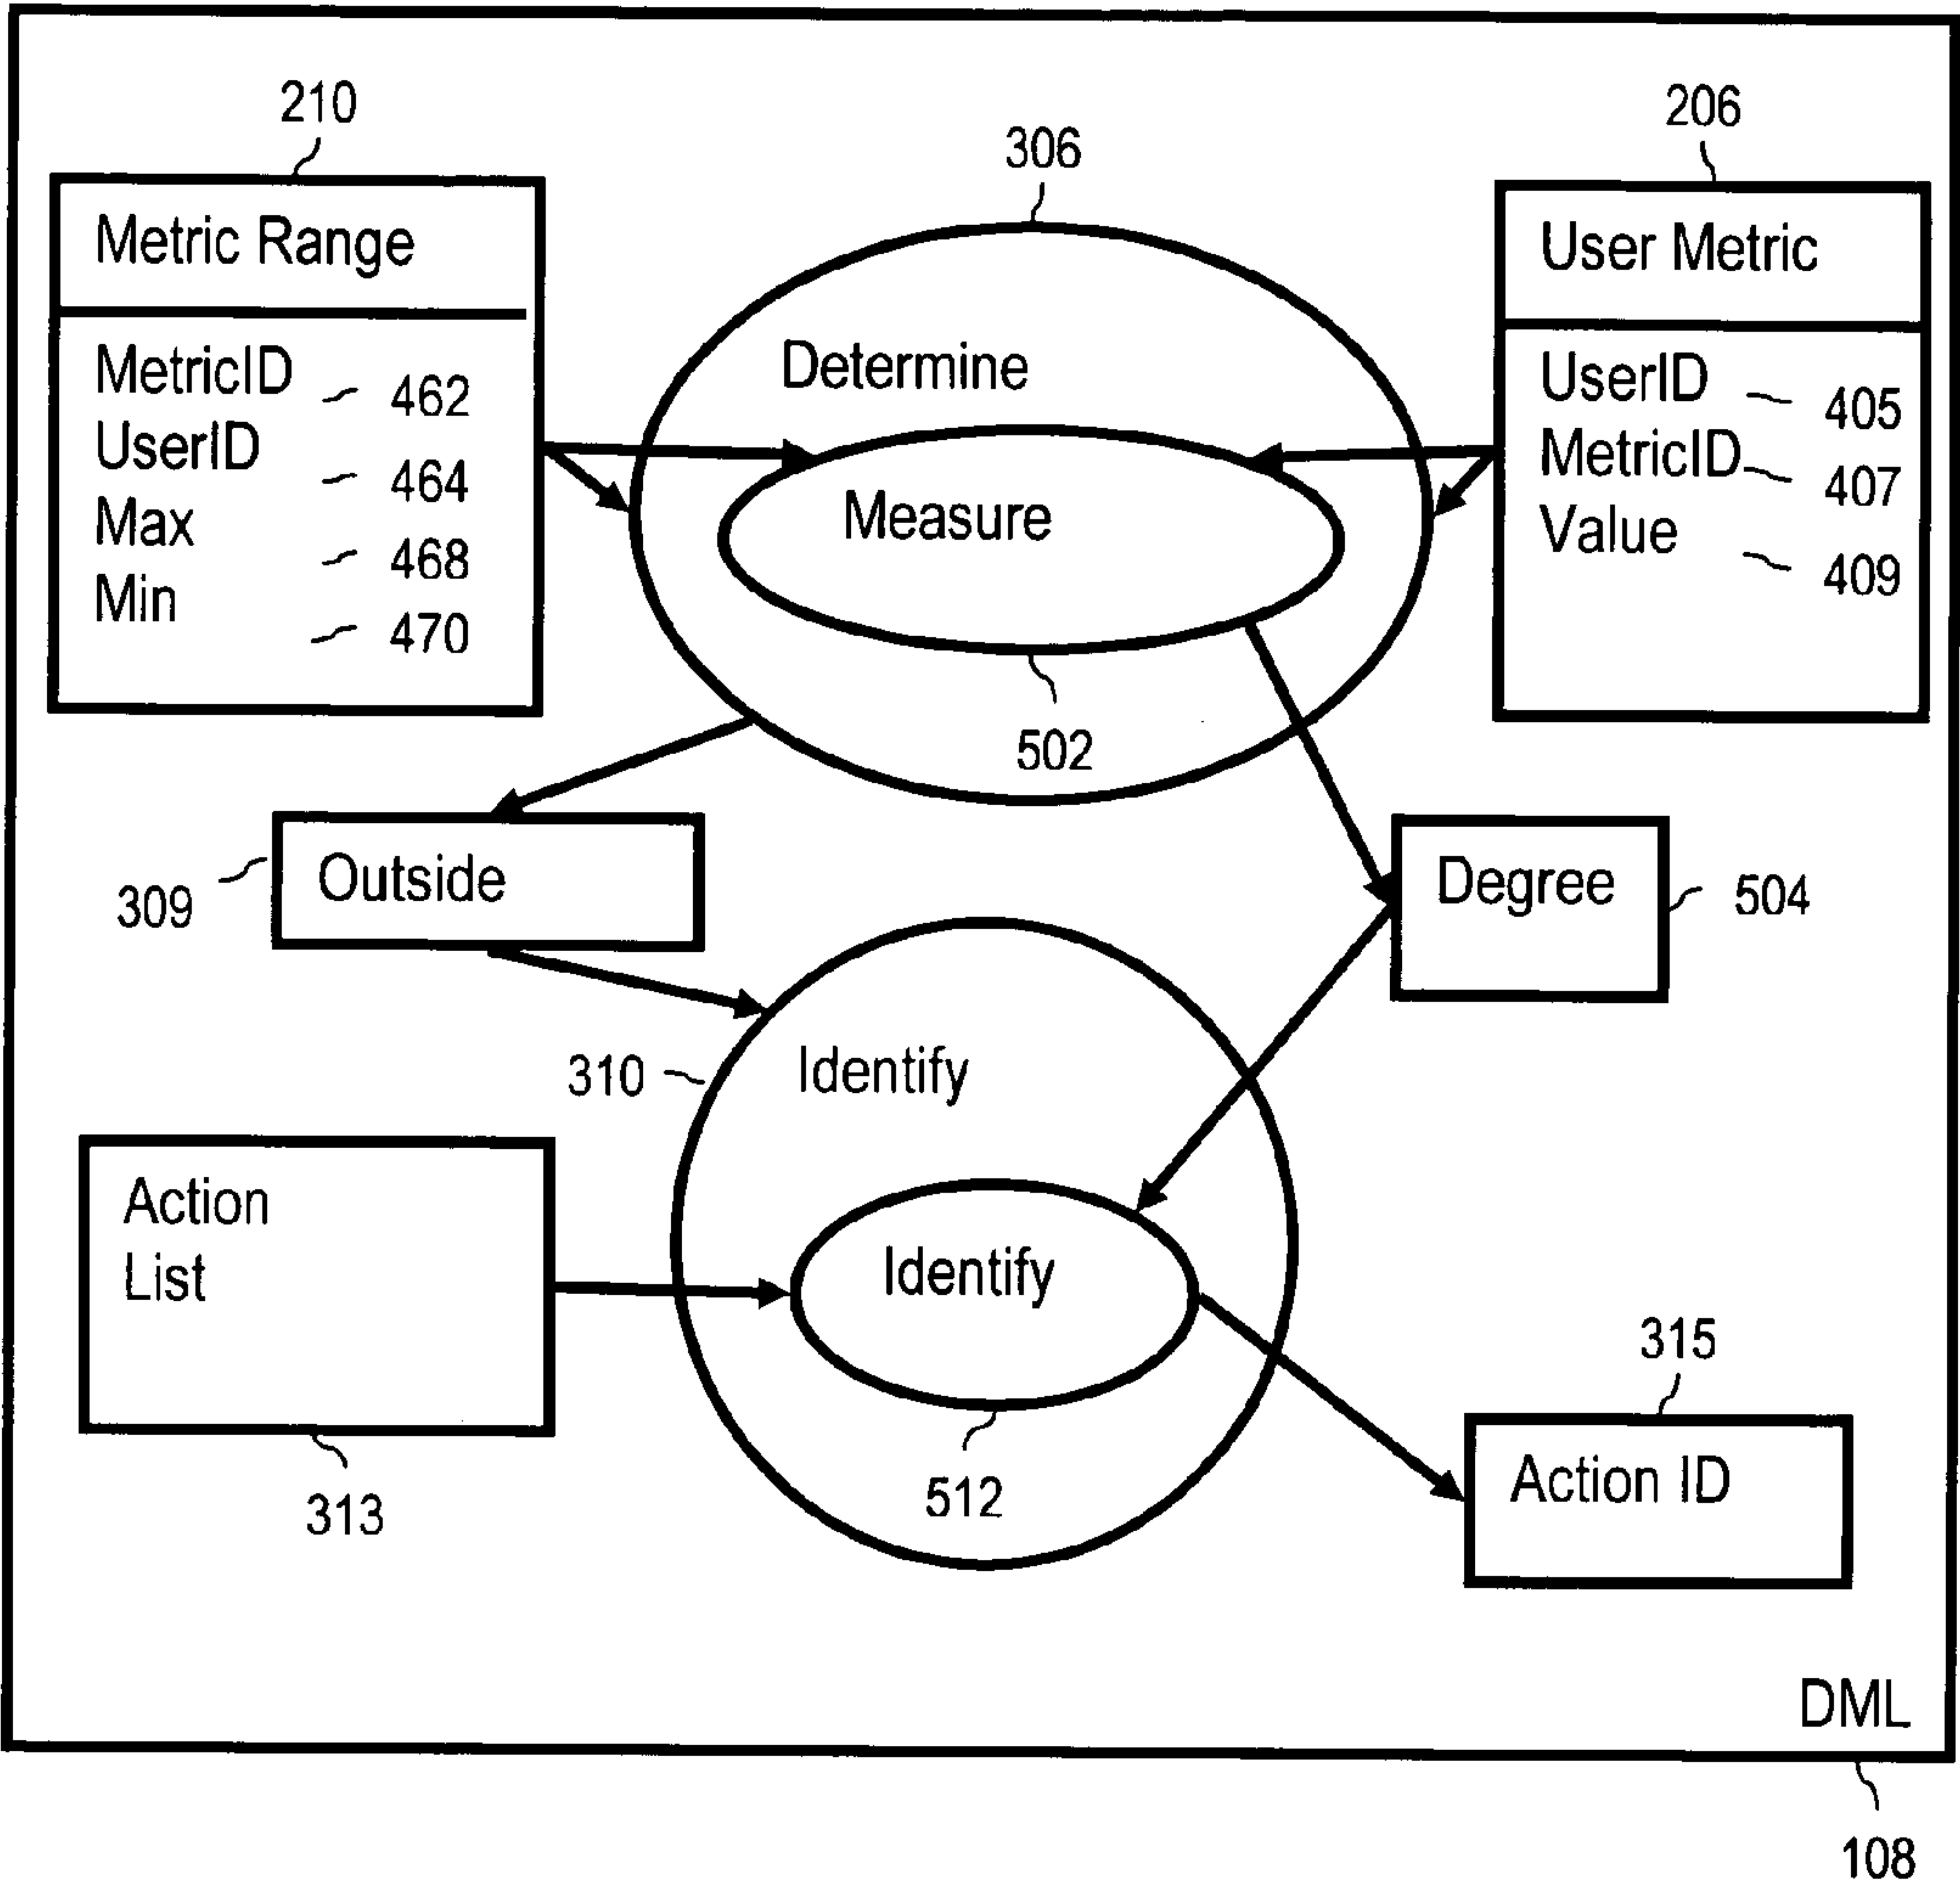 210
206
306
Metric Range
User Metric
Determine
MetricID 462
UserID 464
Max 468
Min 470
UserID 405
MetricID 407
Value 409
Measure
502
309
Outside
Degree
504
310
Identify
Action
List
Identify
313
512
315
Action ID
DML
108